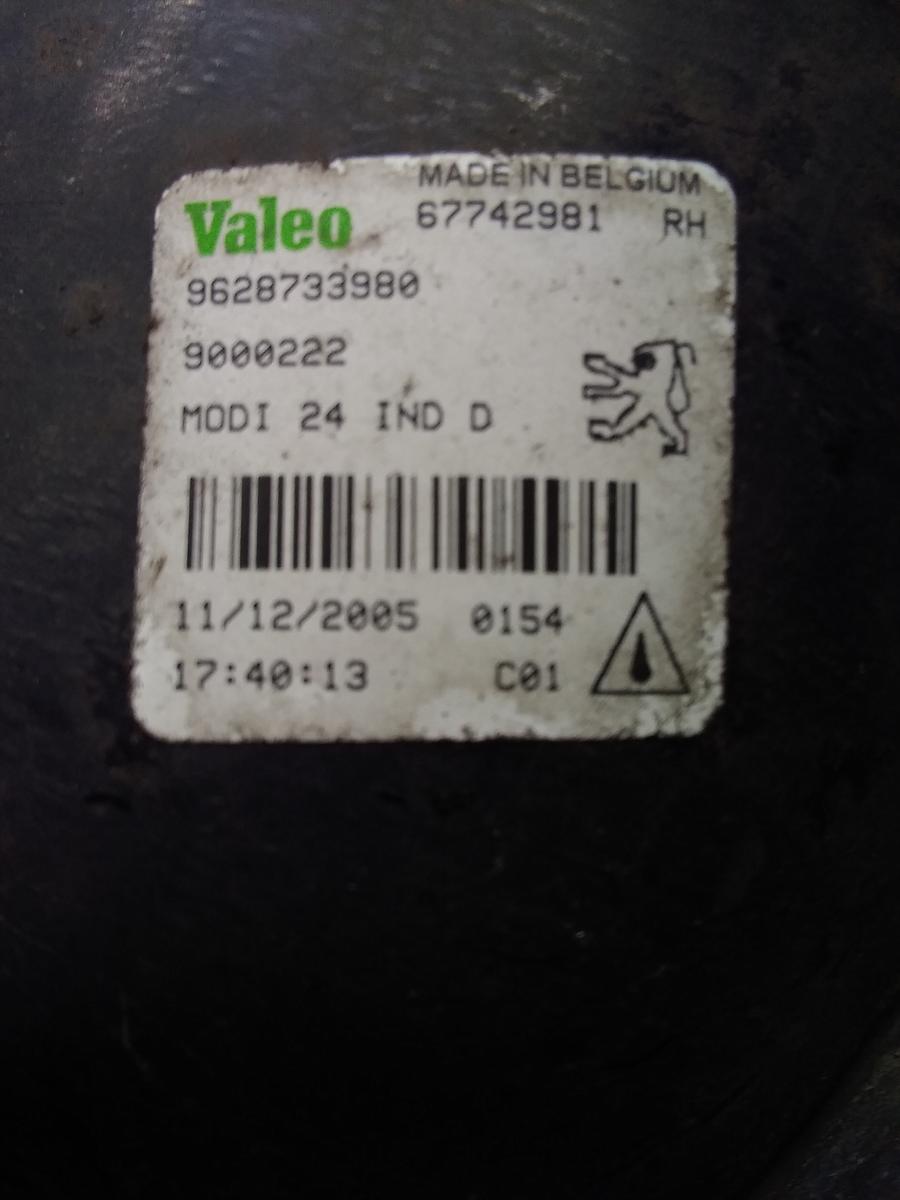 MADE IN BELGIUM
Valeo 67742981 RH
9628733980
9000222
MODI 24 IND D
11/12/2005 0154
17:40:13 C01